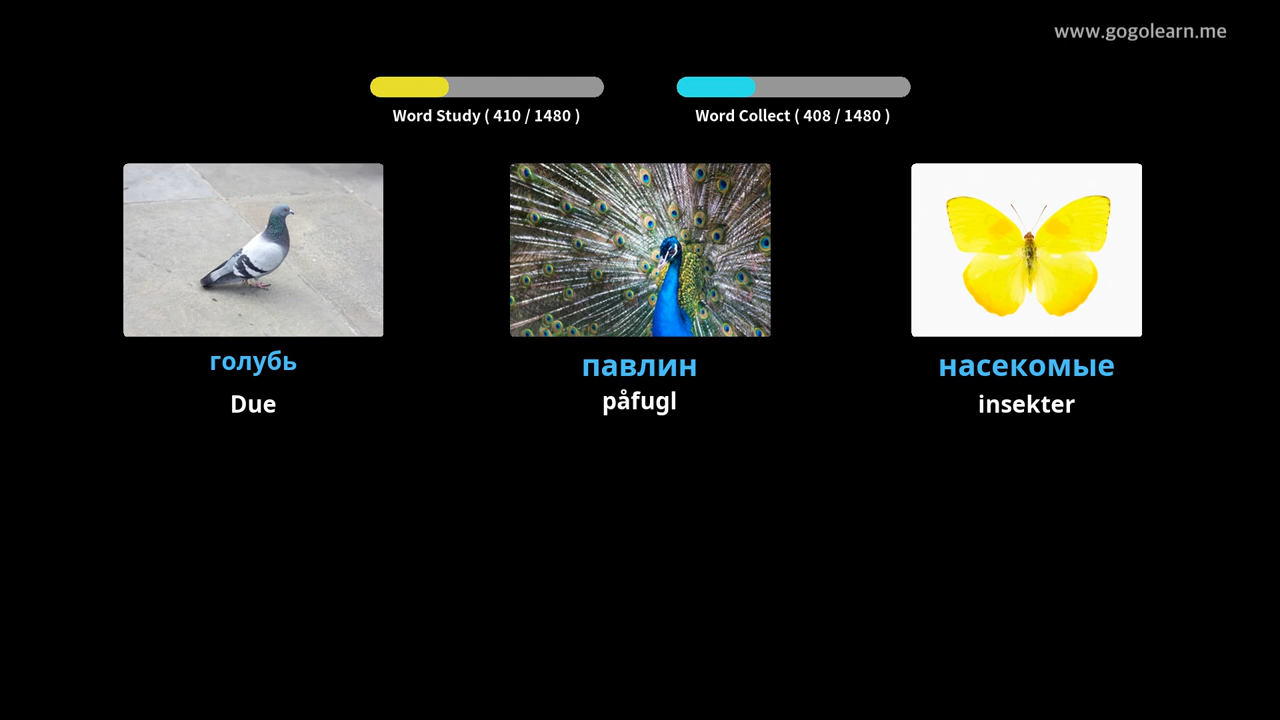 www.gogolearn.me
Word Study ( 410 / 1480 )
Word Collect ( 408 / 1480 )
голубь
павлин
насекомые
Due
påfugl
insekter